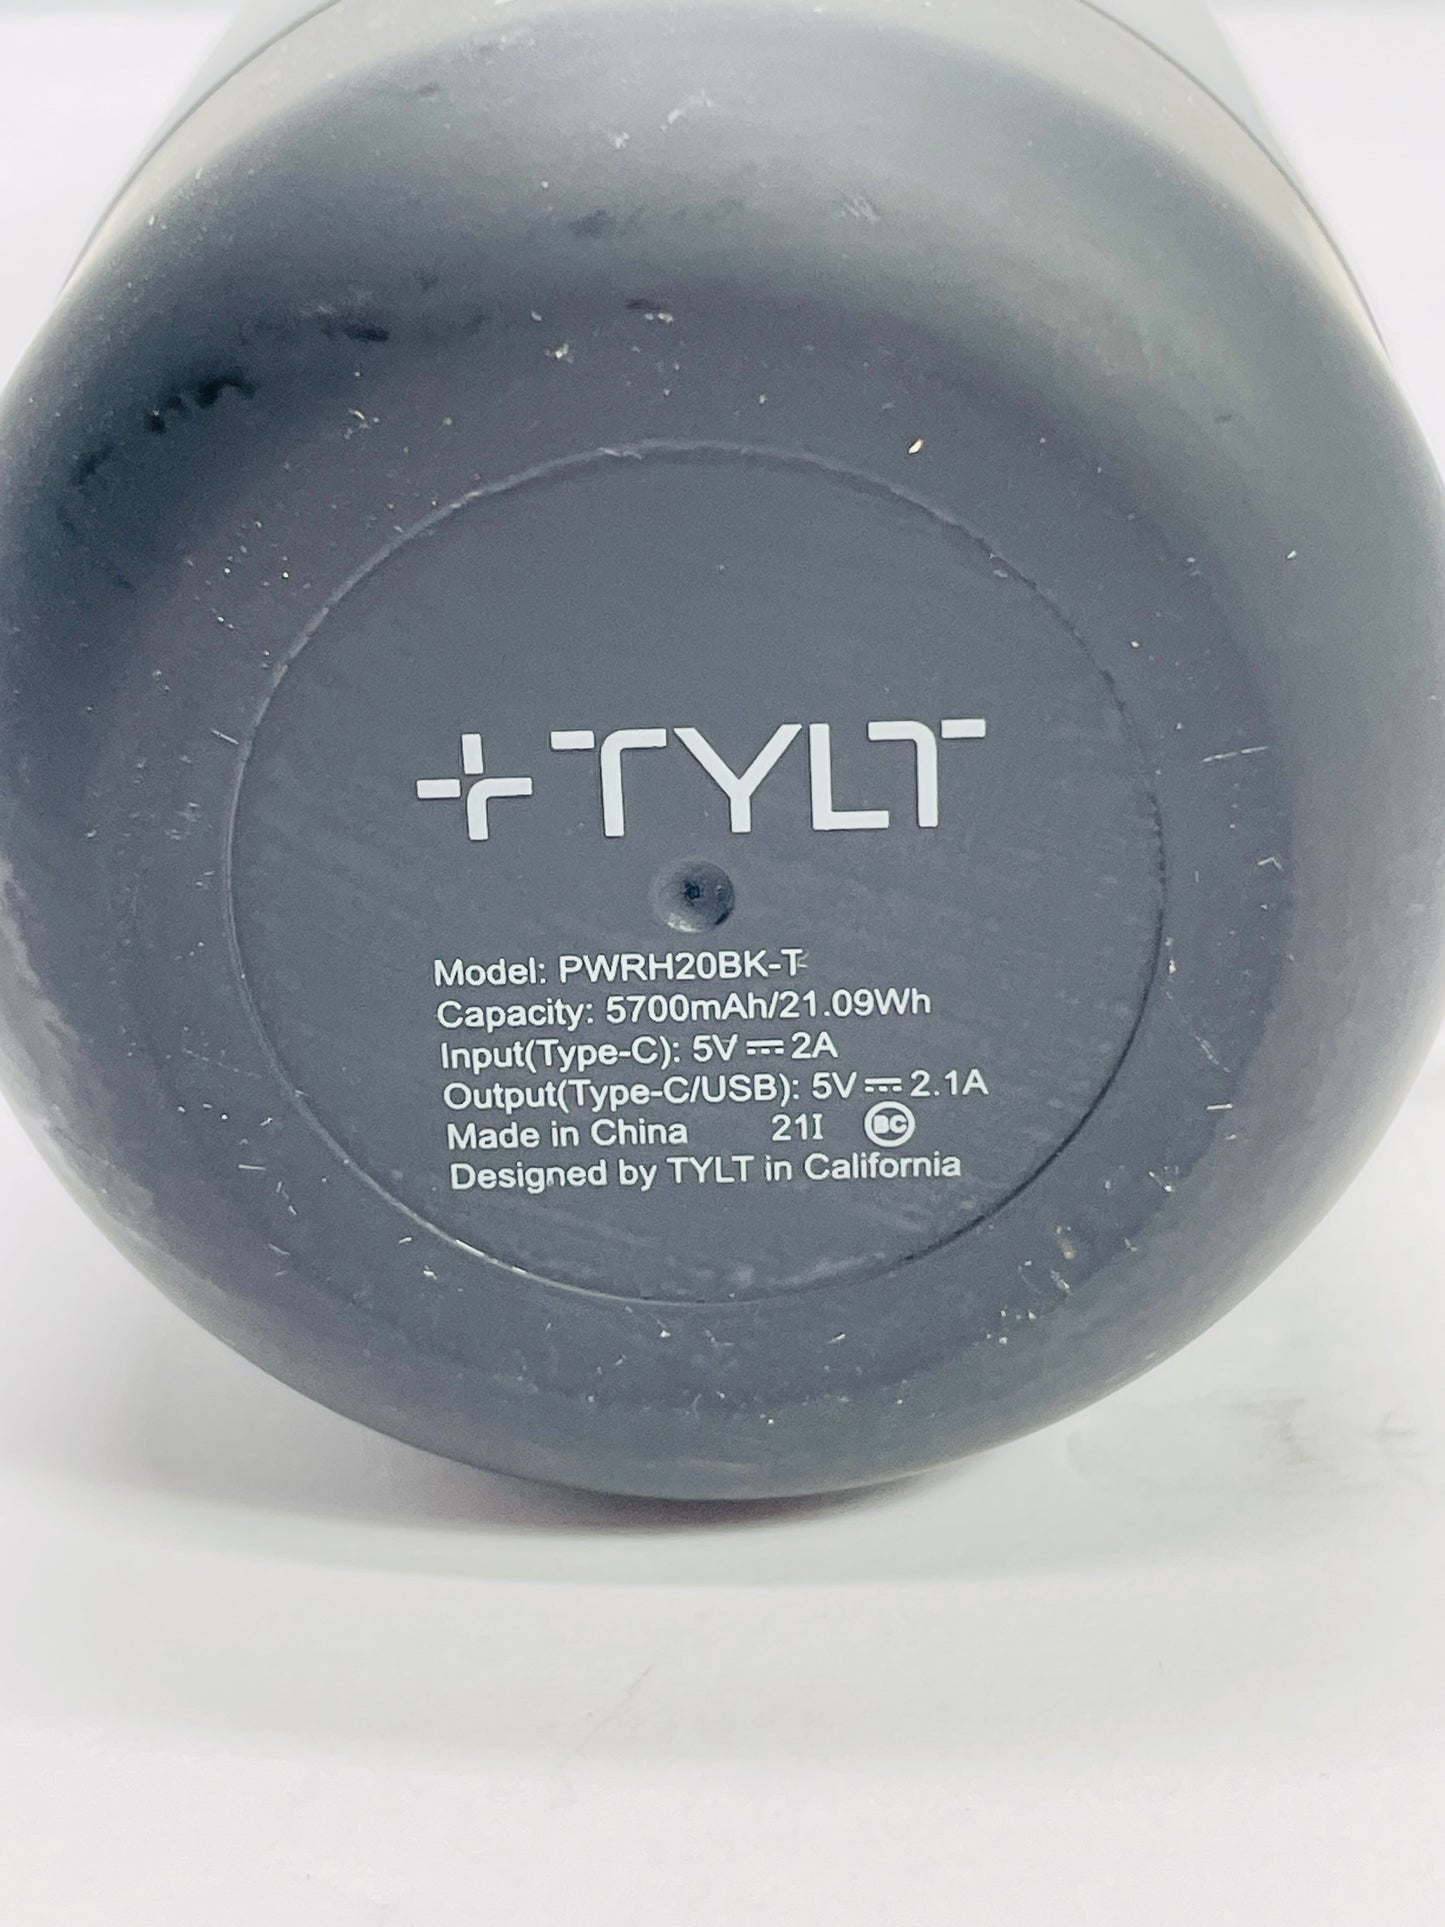 TYLT
Model: PWRH20BK-T
Capacity: 5700mAh/21.09Wh
Input(Type-C): 5V⎓2A
Output(Type-C/USB): 5V⎓2.1A
Made in China 21I BC
Designed by TYLT in California